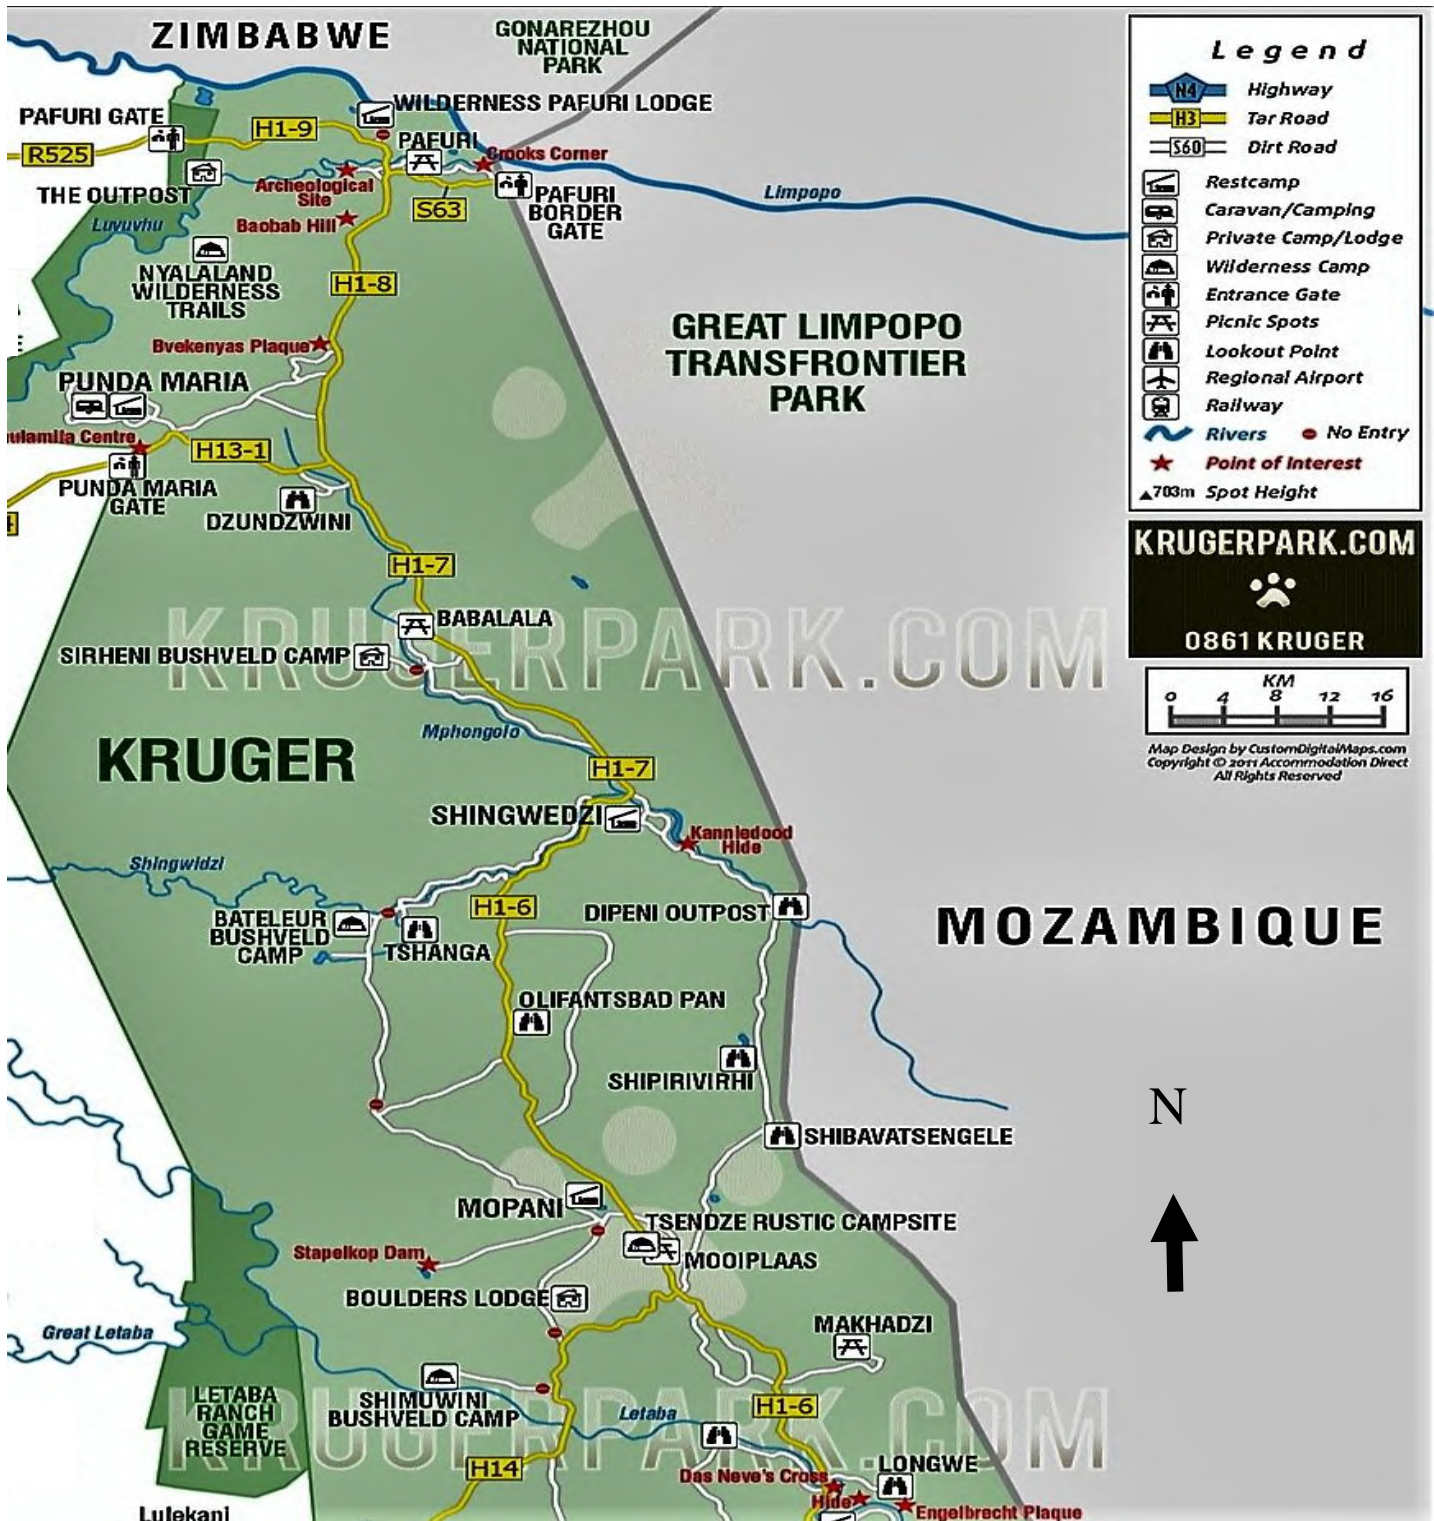 ZIMBABWE
GONAREZHOU
NATIONAL
PARK
PAFURI GATE
WILDERNESS PAFURI LODGE
H1-9
PAFURI
R525
Crooks Corner
THE OUTPOST
Archeological
Site
S63
PAFURI
BORDER
GATE
Limpopo
Luvuvhu
Baobab Hill
NYALALAND
WILDERNESS
TRAILS
H1-8
Bvekenyas Plaque
GREAT LIMPOPO
TRANSFRONTIER
PARK
PUNDA MARIA
ulamila Centre
H13-1
PUNDA MARIA
GATE
DZUNDZWINI
H1-7
BABALALA
SIRHENI BUSHVELD CAMP
KRUGERPARK.COM
Mphongolo
KRUGER
H1-7
SHINGWEDZI
Kanniedood
Hide
Shingwidzi
H1-6
DIPENI OUTPOST
BATELEUR
BUSHVELD
CAMP
TSHANGA
MOZAMBIQUE
OLIFANTSBAD PAN
SHIPIRIVIRHI
SHIBAVATSENGELE
MOPANI
TSENDZE RUSTIC CAMPSITE
Stapelkop Dam
MOOIPLAAS
BOULDERS LODGE
Great Letaba
MAKHADZI
LETABA
RANCH
GAME
RESERVE
SHIMUWINI
BUSHVELD CAMP
KRUGERPARK.COM
Letaba
H1-6
H14
Das Neve's Cross
LONGWE
Hide
Engelbrecht Plaque
Lulekani
Legend
N4 Highway
H3 Tar Road
S60 Dirt Road
Restcamp
Caravan/Camping
Private Camp/Lodge
Wilderness Camp
Entrance Gate
Picnic Spots
Lookout Point
Regional Airport
Railway
Rivers No Entry
Point of Interest
703m Spot Height
KRUGERPARK.COM
0861 KRUGER
KM
0 4 8 12 16
Map Design by CustomDigitalMaps.com
Copyright © 2011 Accommodation Direct
All Rights Reserved
N